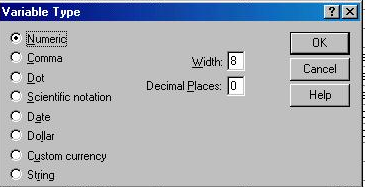 Variable Type
Numeric
Comma
Dot
Scientific notation
Date
Dollar
Custom currency
String
Width: 8
Decimal Places: 0
OK
Cancel
Help